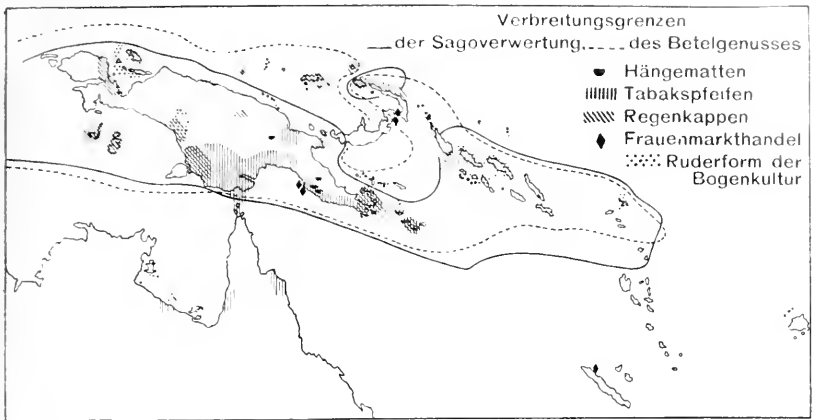 Verbreitungsgrenzen
der Sagoverwertung, des Betelgenusses
Hängematten
Tabakspfeifen
Regenkappen
Frauenmarkthandel
Ruderform der
Bogenkultur